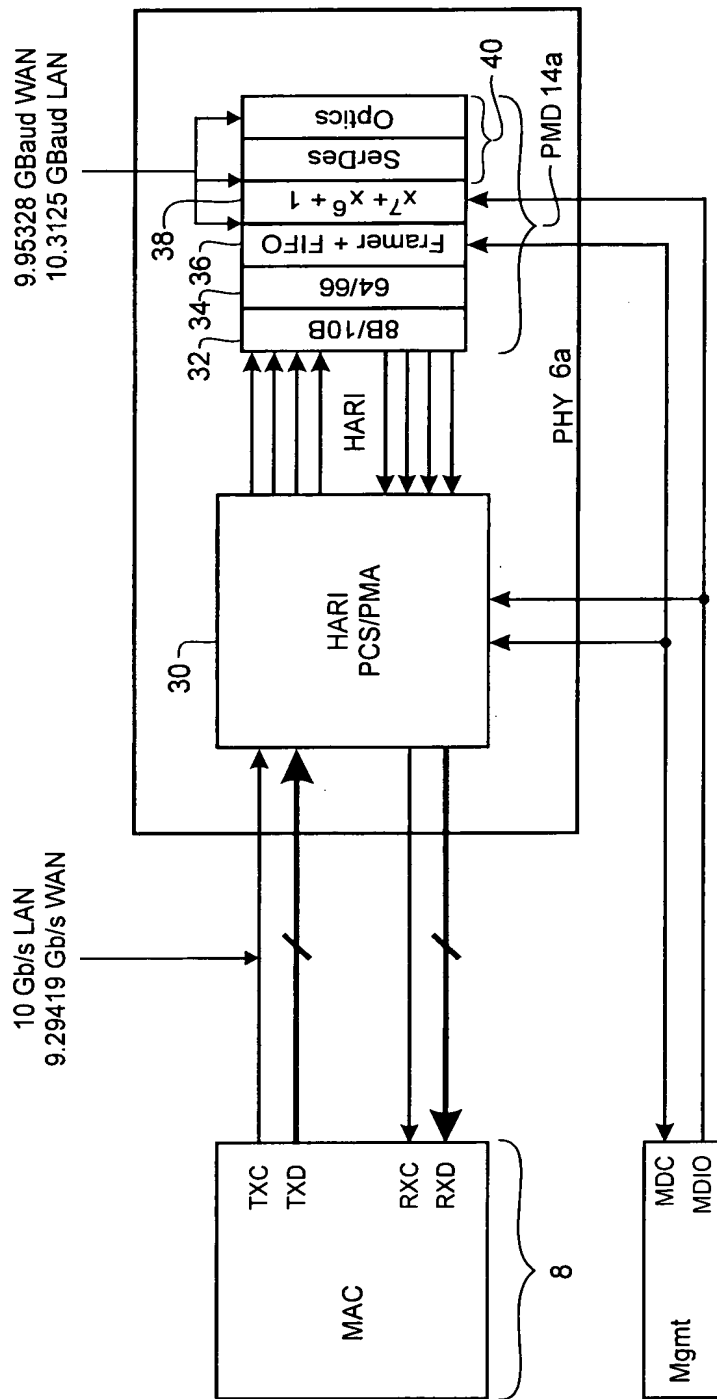 9.95328 GBaud WAN
10.3125 GBaud LAN
10 Gb/s LAN
9.29419 Gb/s WAN
MAC
TXC
TXD
RXC
RXD
8
30
HARI
PCS/PMA
HARI
32
34
36
38
8B/10B
64/66
Framer + FIFO
x⁷ + x⁶ + 1
SerDes
Optics
40
PMD 14a
PHY 6a
Mgmt
MDC
MDIO